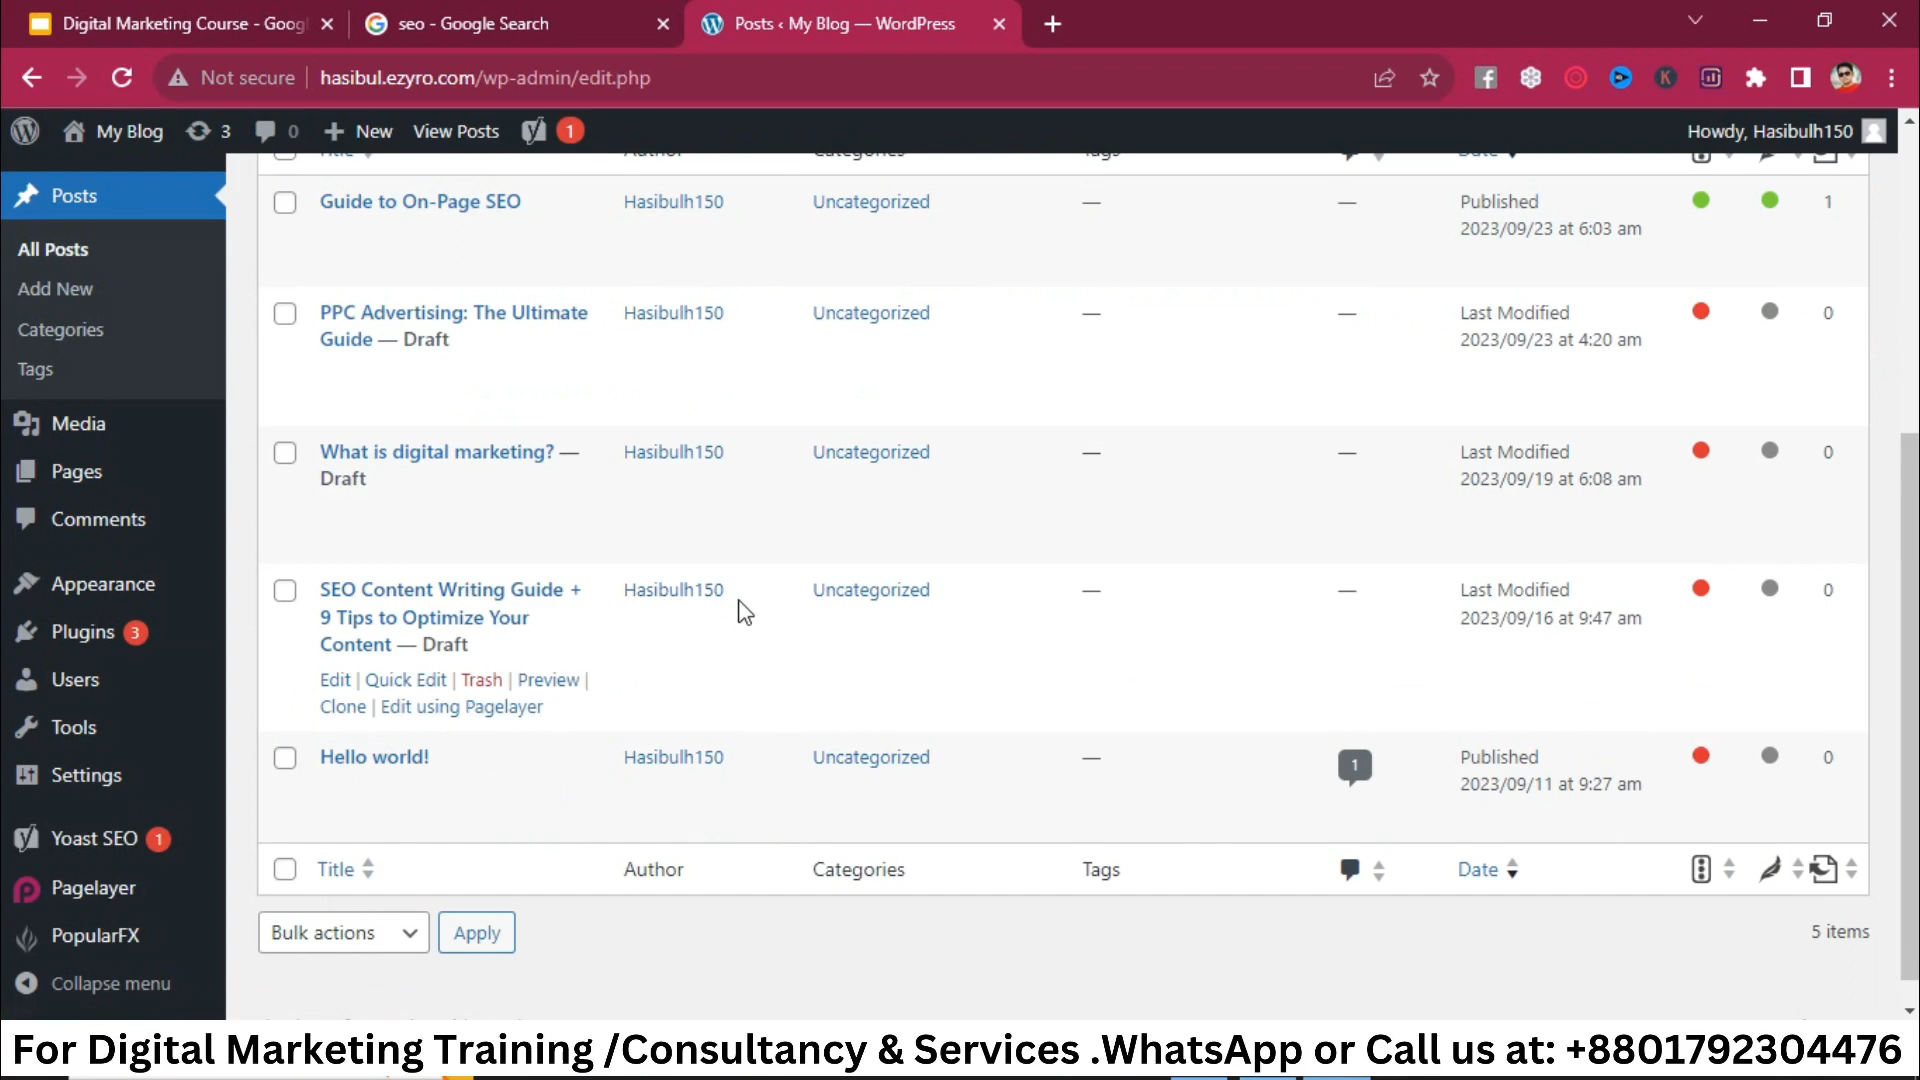 Digital Marketing Course - Goog
seo - Google Search
Posts ‹ My Blog — WordPress
Not secure
hasibul.ezyro.com/wp-admin/edit.php
My Blog
3
0
New
View Posts
1
Howdy, Hasibulh150
Posts
All Posts
Add New
Categories
Tags
Media
Pages
Comments
Appearance
Plugins 3
Users
Tools
Settings
Yoast SEO 1
Pagelayer
PopularFX
Collapse menu
Title
Author
Categories
Tags
Date
Guide to On-Page SEO
Hasibulh150
Uncategorized
—
—
Published
2023/09/23 at 6:03 am
1
PPC Advertising: The Ultimate
Guide — Draft
Hasibulh150
Uncategorized
—
—
Last Modified
2023/09/23 at 4:20 am
0
What is digital marketing? —
Draft
Hasibulh150
Uncategorized
—
—
Last Modified
2023/09/19 at 6:08 am
0
SEO Content Writing Guide +
9 Tips to Optimize Your
Content — Draft
Edit | Quick Edit | Trash | Preview |
Clone | Edit using Pagelayer
Hasibulh150
Uncategorized
—
—
Last Modified
2023/09/16 at 9:47 am
0
Hello world!
Hasibulh150
Uncategorized
—
1
Published
2023/09/11 at 9:27 am
0
Title
Author
Categories
Tags
Date
Bulk actions
Apply
5 items
For Digital Marketing Training /Consultancy & Services .WhatsApp or Call us at: +8801792304476